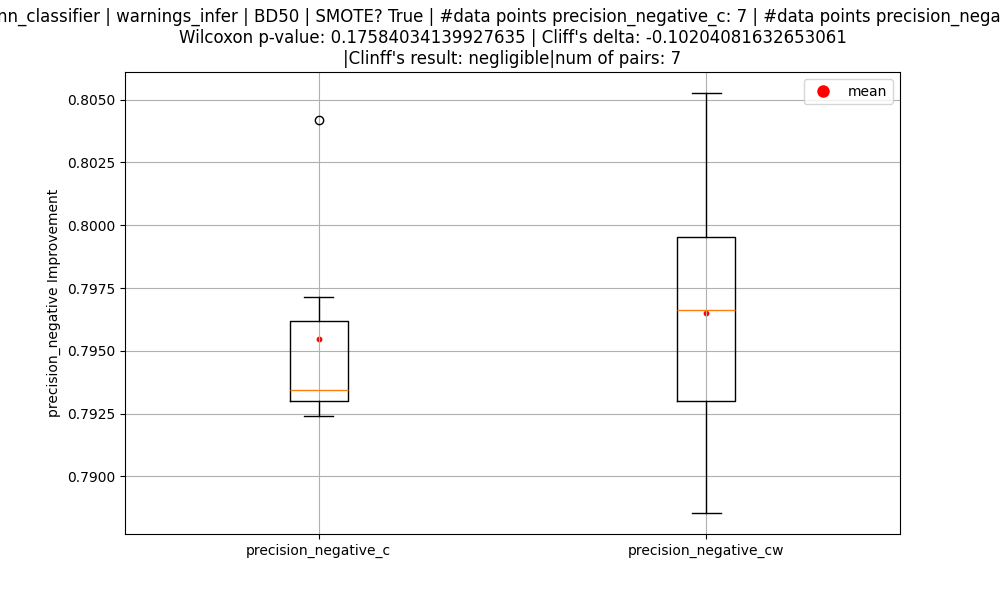 nn_classifier | warnings_infer | BD50 | SMOTE? True | #data points precision_negative_c: 7 | #data points precision_nega
Wilcoxon p-value: 0.17584034139927635 | Cliff's delta: -0.10204081632653061
|Clinff's result: negligible|num of pairs: 7
mean
0.8050
0.8025
0.8000
0.7975
0.7950
0.7925
0.7900
precision_negative Improvement
precision_negative_c
precision_negative_cw